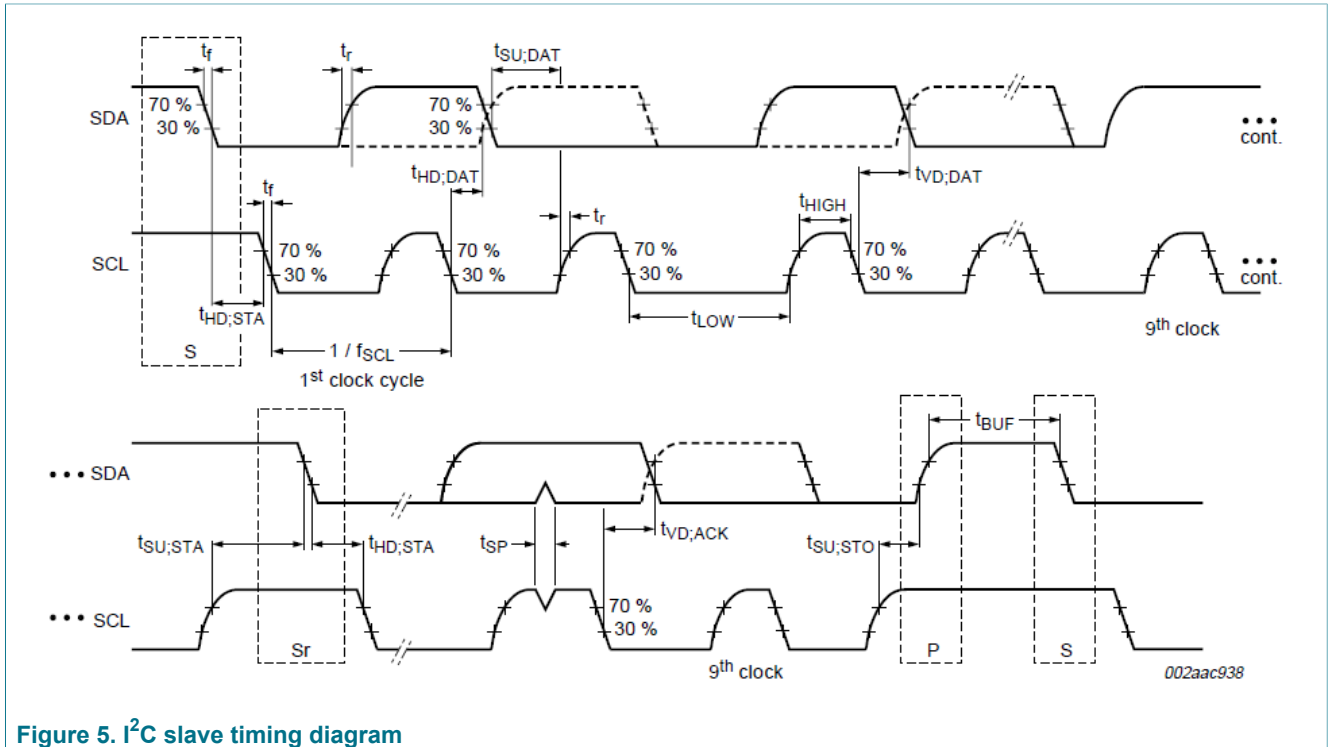 tf tr tSU;DAT
SDA 70 % 30 % 70 % 30 % ••• cont.
tHD;DAT tVD;DAT
tf tr tHIGH
SCL 70 % 30 % 70 % 30 % 70 % 30 % ••• cont.
tHD;STA tLOW 9th clock
S 1 / fSCL
1st clock cycle
tBUF
••• SDA
tSU;STA tHD;STA tSP tVD;ACK tSU;STO
••• SCL 70 % 30 %
Sr 9th clock P S
002aac938
Figure 5. I2C slave timing diagram